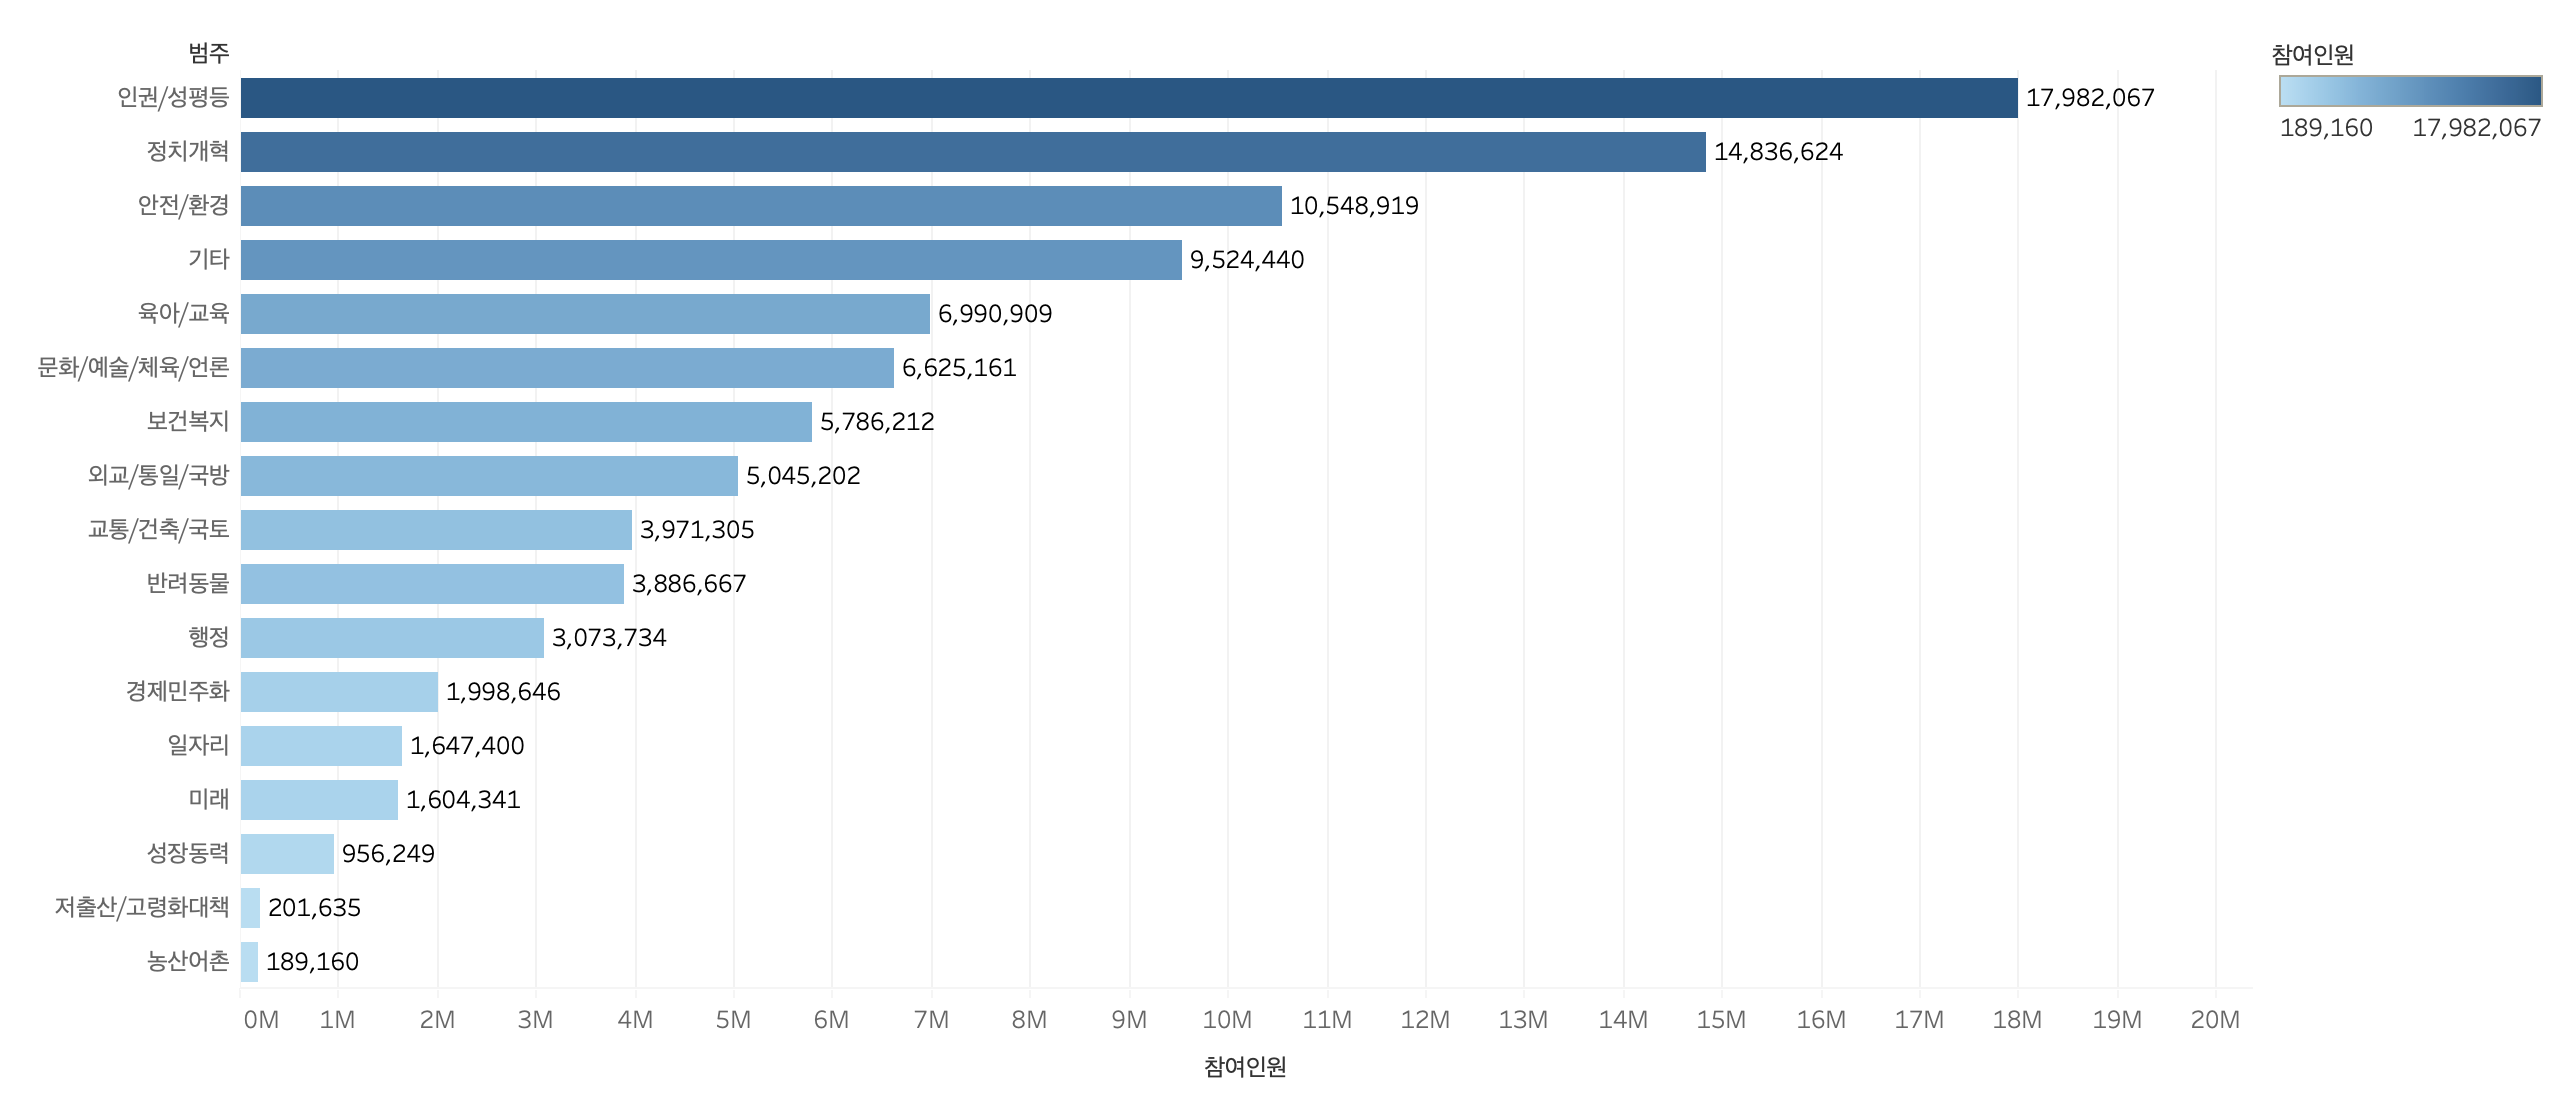 범주
인권/성평등 17,982,067
정치개혁 14,836,624
안전/환경 10,548,919
기타 9,524,440
육아/교육 6,990,909
문화/예술/체육/언론 6,625,161
보건복지 5,786,212
외교/통일/국방 5,045,202
교통/건축/국토 3,971,305
반려동물 3,886,667
행정 3,073,734
경제민주화 1,998,646
일자리 1,647,400
미래 1,604,341
성장동력 956,249
저출산/고령화대책 201,635
농산어촌 189,160
0M 1M 2M 3M 4M 5M 6M 7M 8M 9M 10M 11M 12M 13M 14M 15M 16M 17M 18M 19M 20M
참여인원
참여인원
189,160 17,982,067